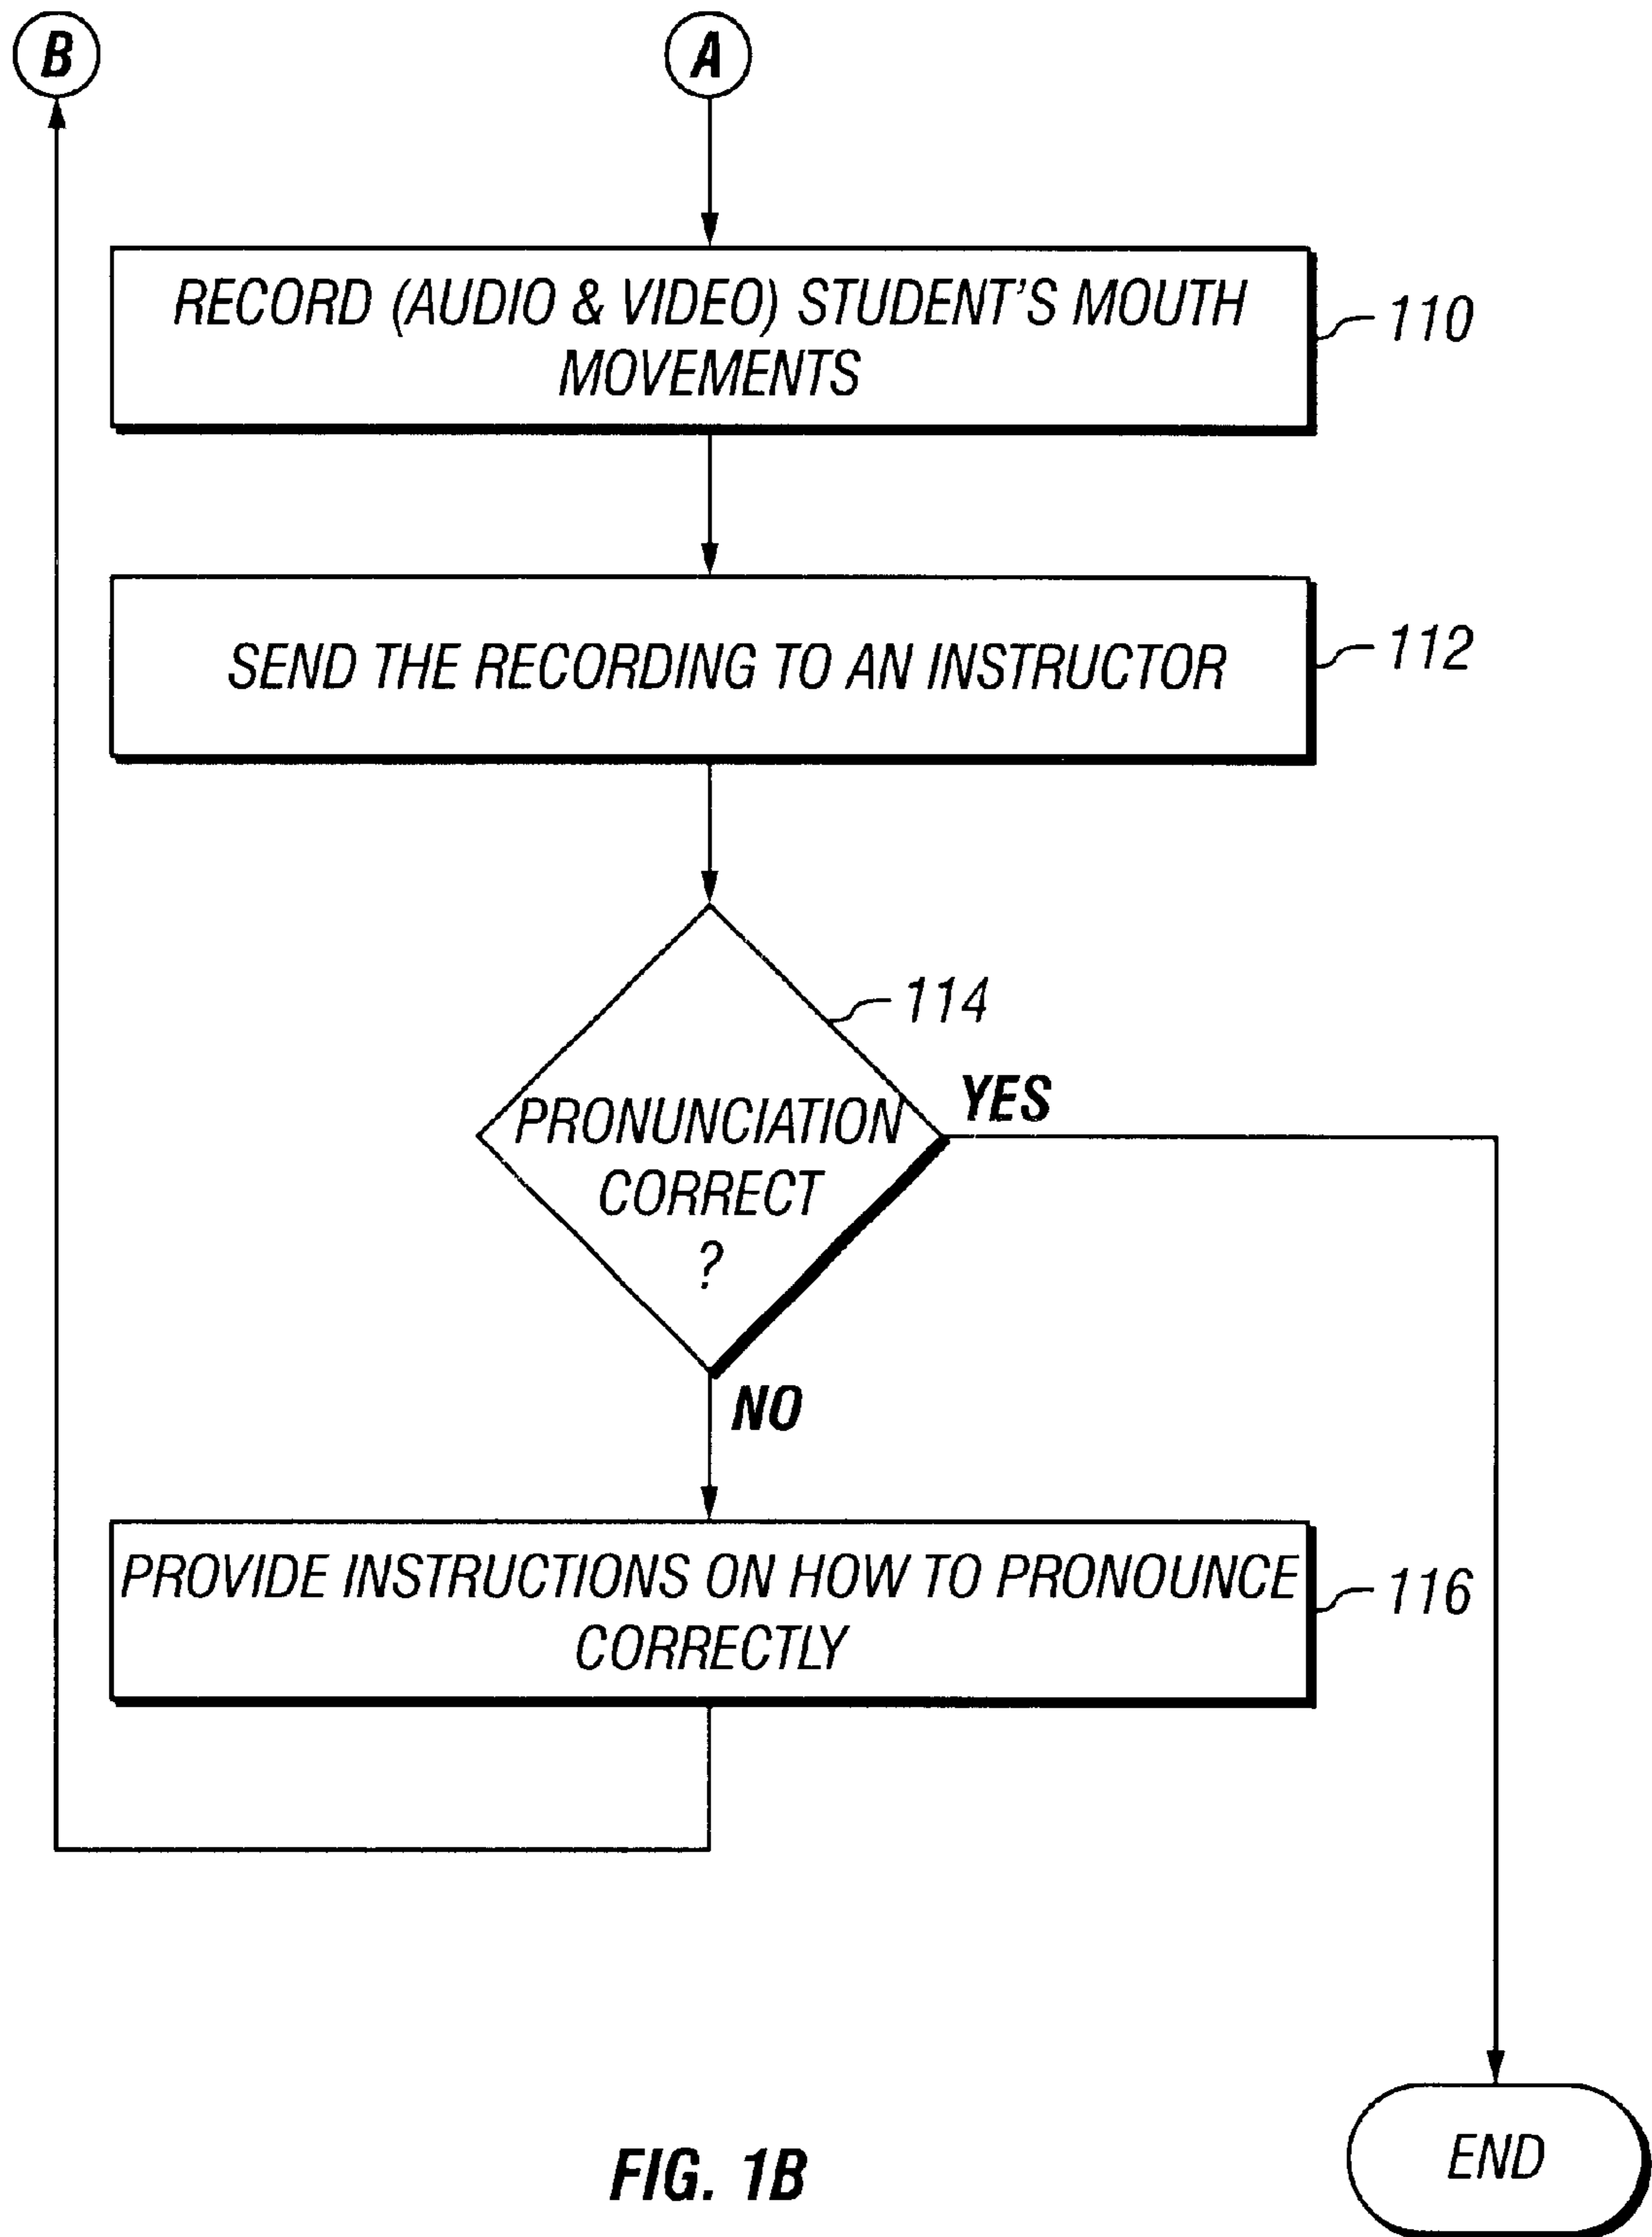 B
A
RECORD (AUDIO & VIDEO) STUDENT'S MOUTH
MOVEMENTS
110
SEND THE RECORDING TO AN INSTRUCTOR
112
114
PRONUNCIATION
CORRECT
?
YES
NO
PROVIDE INSTRUCTIONS ON HOW TO PRONOUNCE
CORRECTLY
116
END
FIG. 1B